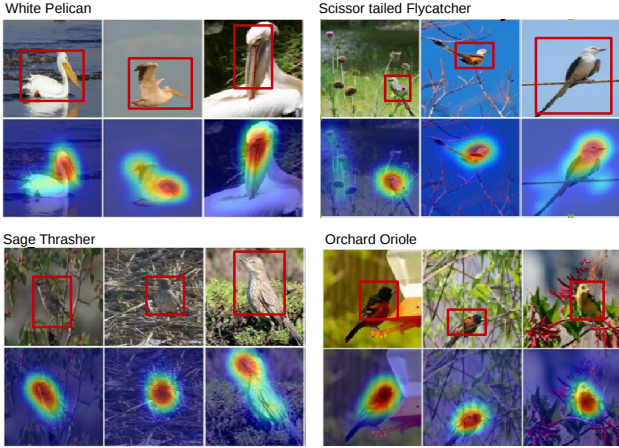 White Pelican
Scissor tailed Flycatcher
Sage Thrasher
Orchard Oriole